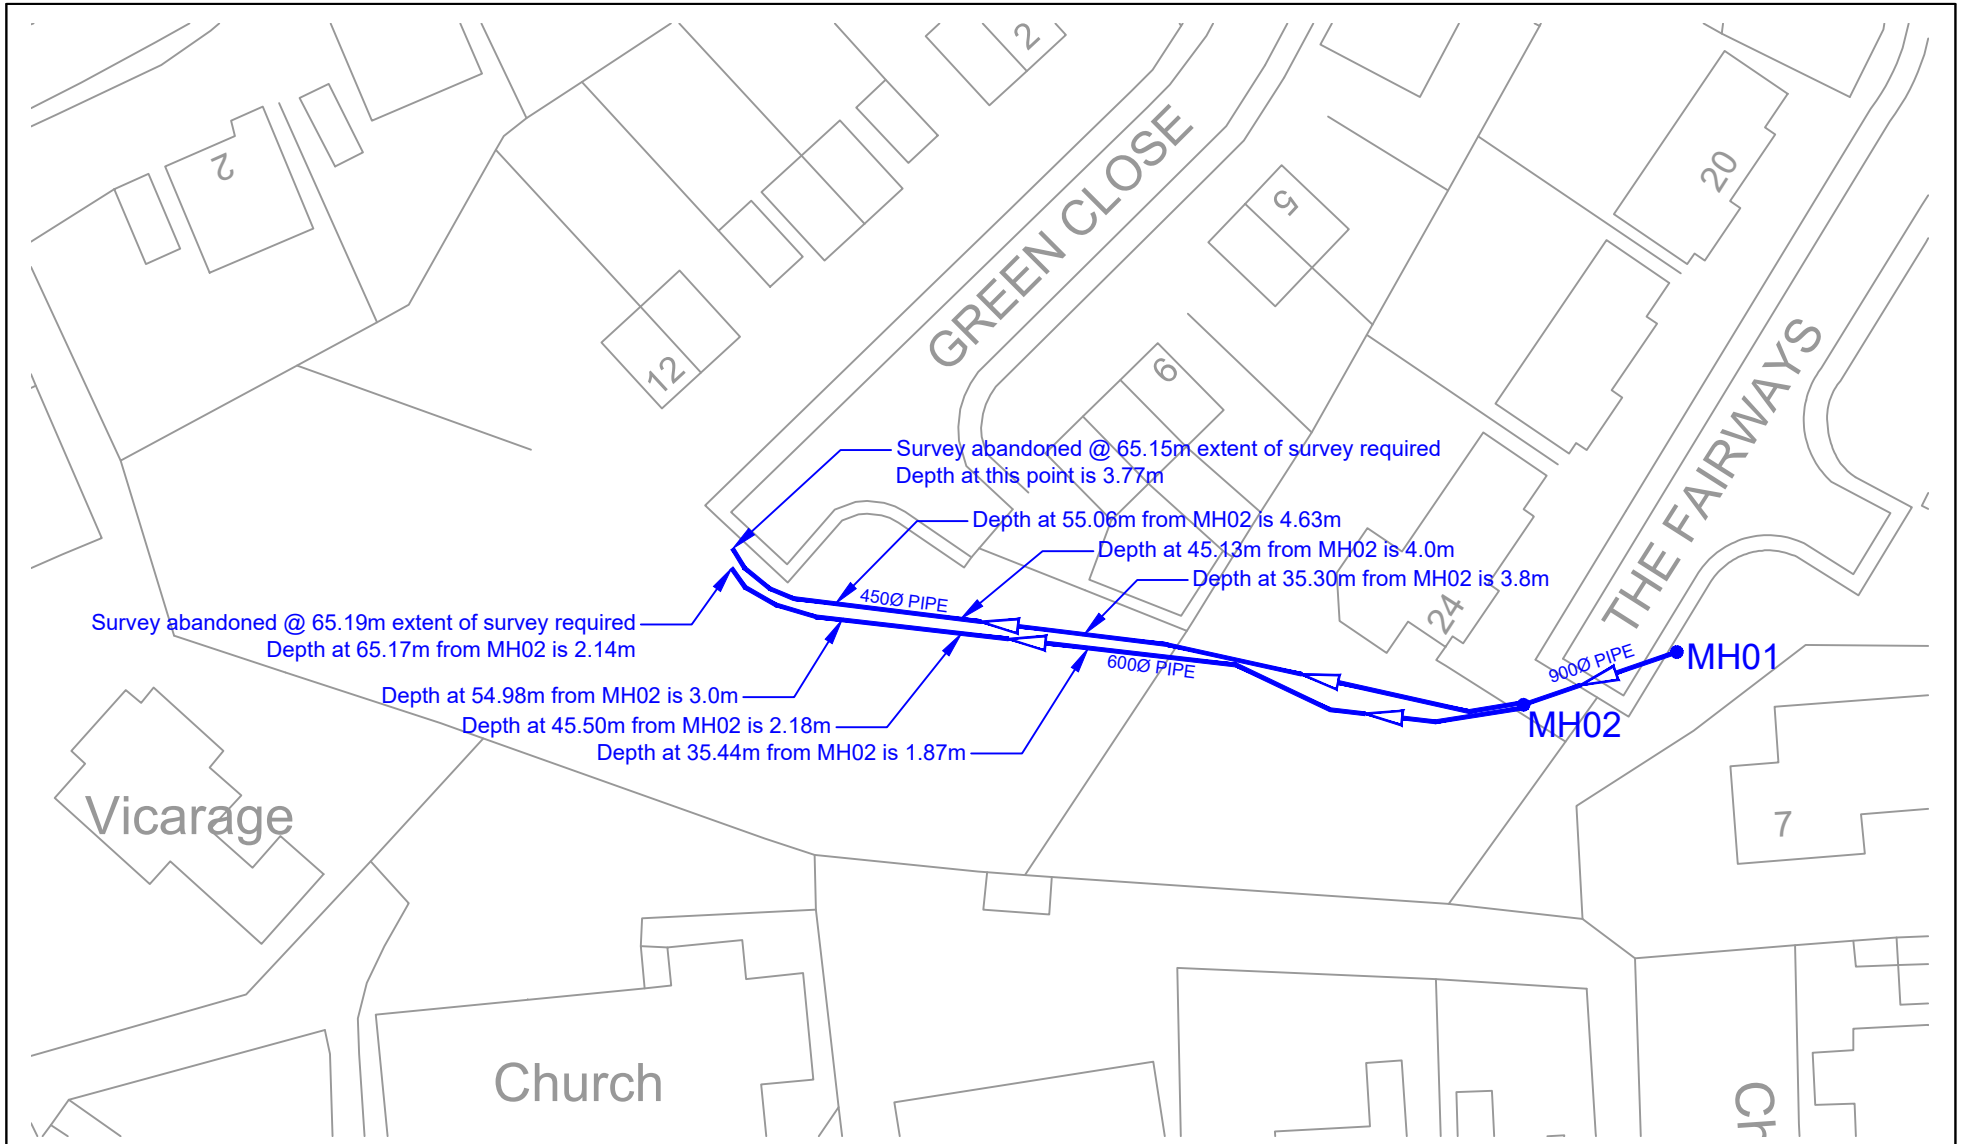 2
2
GREEN CLOSE
20
5
12
6
THE FAIRWAYS
Survey abandoned @ 65.15m extent of survey required
Depth at this point is 3.77m
Depth at 55.06m from MH02 is 4.63m
Depth at 45.13m from MH02 is 4.0m
Depth at 35.30m from MH02 is 3.8m
450Ø PIPE
24
Survey abandoned @ 65.19m extent of survey required
Depth at 65.17m from MH02 is 2.14m
600Ø PIPE
900Ø PIPE
MH01
MH02
Depth at 54.98m from MH02 is 3.0m
Depth at 45.50m from MH02 is 2.18m
Depth at 35.44m from MH02 is 1.87m
Vicarage
7
Church
Ch